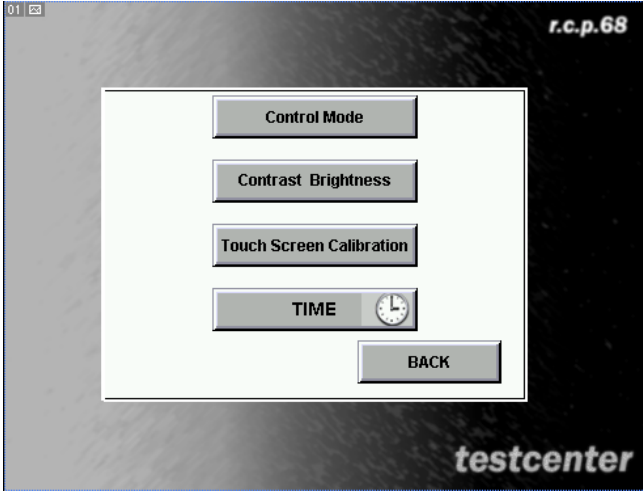 01
r.c.p.68
Control Mode
Contrast Brightness
Touch Screen Calibration
TIME
BACK
testcenter